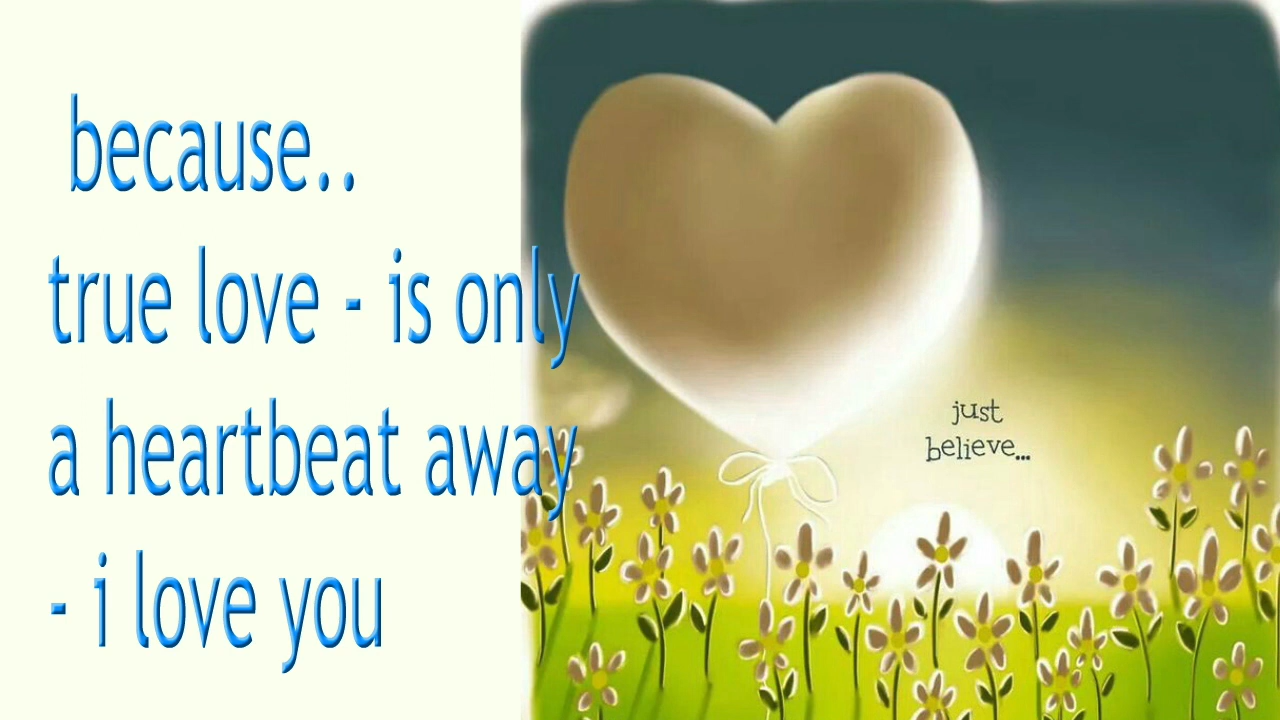 because..
true love - is only
a heartbeat away
- i love you
just
believe...